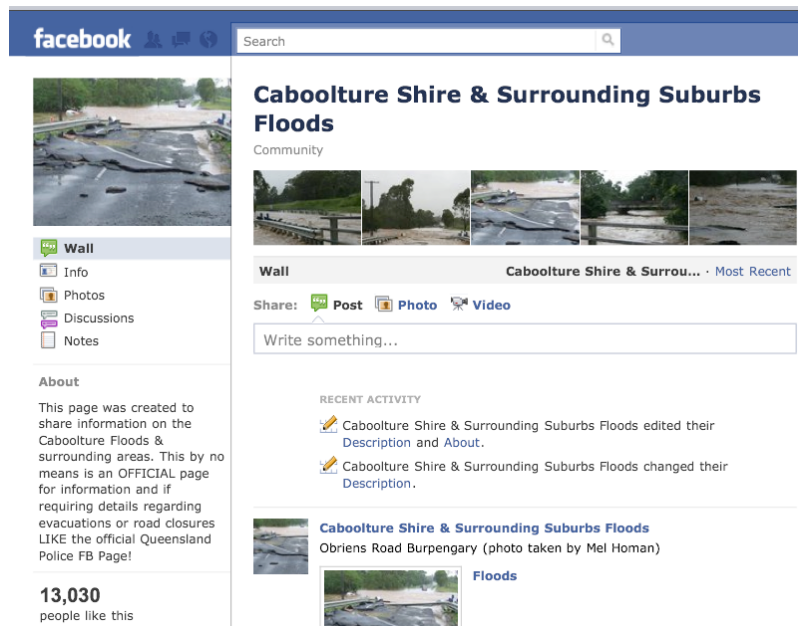 facebook
Search
Caboolture Shire & Surrounding Suburbs
Floods
Community
Wall
Info
Photos
Discussions
Notes
About
This page was created to
share information on the
Caboolture Floods &
surrounding areas. This by no
means is an OFFICIAL page
for information and if
requiring details regarding
evacuations or road closures
LIKE the official Queensland
Police FB Page!
13,030
people like this
Wall Caboolture Shire & Surrou... · Most Recent
Share: Post Photo Video
Write something...
RECENT ACTIVITY
Caboolture Shire & Surrounding Suburbs Floods edited their
Description and About.
Caboolture Shire & Surrounding Suburbs Floods changed their
Description.
Caboolture Shire & Surrounding Suburbs Floods
Obriens Road Burpengary (photo taken by Mel Homan)
Floods